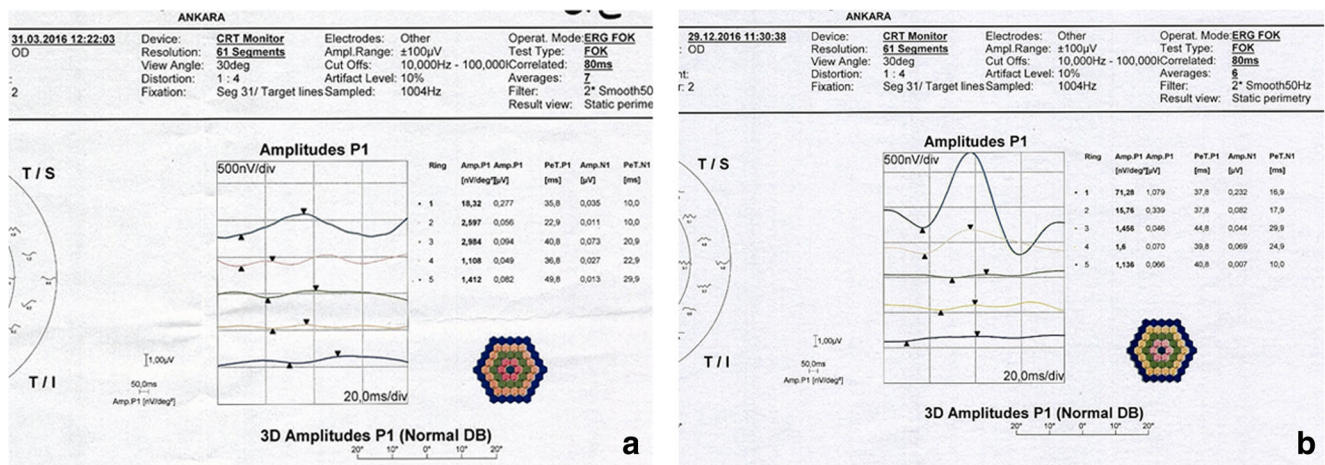 ANKARA
31.03.2016 12:22:03 Device: CRT Monitor Electrodes: Other Operat. Mode: ERG FOK
OD Resolution: 61 Segments Ampl.Range: ±100µV Test Type: FOK
View Angle: 30deg Cut Offs: 10,000Hz - 100,000 Correlated: 80ms
Distortion: 1 : 4 Artifact Level: 10% Averages: 7
2 Fixation: Seg 31/ Target lines Sampled: 1004Hz Filter: 2* Smooth50
Result view: Static perime
T / S
T / I
Amplitudes P1
500nV/div
20,0ms/div
1,00µV
50,0ms
Amp.P1 [nV/deg²]
Ring Amp.P1 Amp.P1 PeT.P1 Amp.N1 PeT.N1
[nV/deg²] [µV] [ms] [µV] [ms]
• 1 18,32 0,277 35,8 0,035 10,0
• 2 2,597 0,056 22,9 0,011 10,0
• 3 2,984 0,094 40,8 0,073 20,9
• 4 1,108 0,049 36,8 0,027 22,9
• 5 1,412 0,082 49,8 0,013 29,9
3D Amplitudes P1 (Normal DB)
20° 10° 0° 10° 20°
a
ANKARA
29.12.2016 11:30:38 Device: CRT Monitor Electrodes: Other Operat. Mode: ERG FOK
: OD Resolution: 61 Segments Ampl.Range: ±100µV Test Type: FOK
View Angle: 30deg Cut Offs: 10,000Hz - 100,000 Correlated: 80ms
nt: Distortion: 1 : 4 Artifact Level: 10% Averages: 6
r: 2 Fixation: Seg 31/ Target lines Sampled: 1004Hz Filter: 2* Smooth50Hz
Result view: Static perimetry
T / S
T / I
Amplitudes P1
500nV/div
20,0ms/div
1,00µV
50,0ms
Amp.P1 [nV/deg²]
Ring Amp.P1 Amp.P1 PeT.P1 Amp.N1 PeT.N1
[nV/deg²] [µV] [ms] [µV] [ms]
• 1 71,28 1,079 37,8 0,232 16,9
2 15,76 0,339 37,8 0,082 17,9
• 3 1,456 0,046 44,8 0,044 29,9
4 1,6 0,070 39,8 0,069 24,9
• 5 1,136 0,066 40,8 0,007 10,0
3D Amplitudes P1 (Normal DB)
20° 10° 0° 10° 20°
b